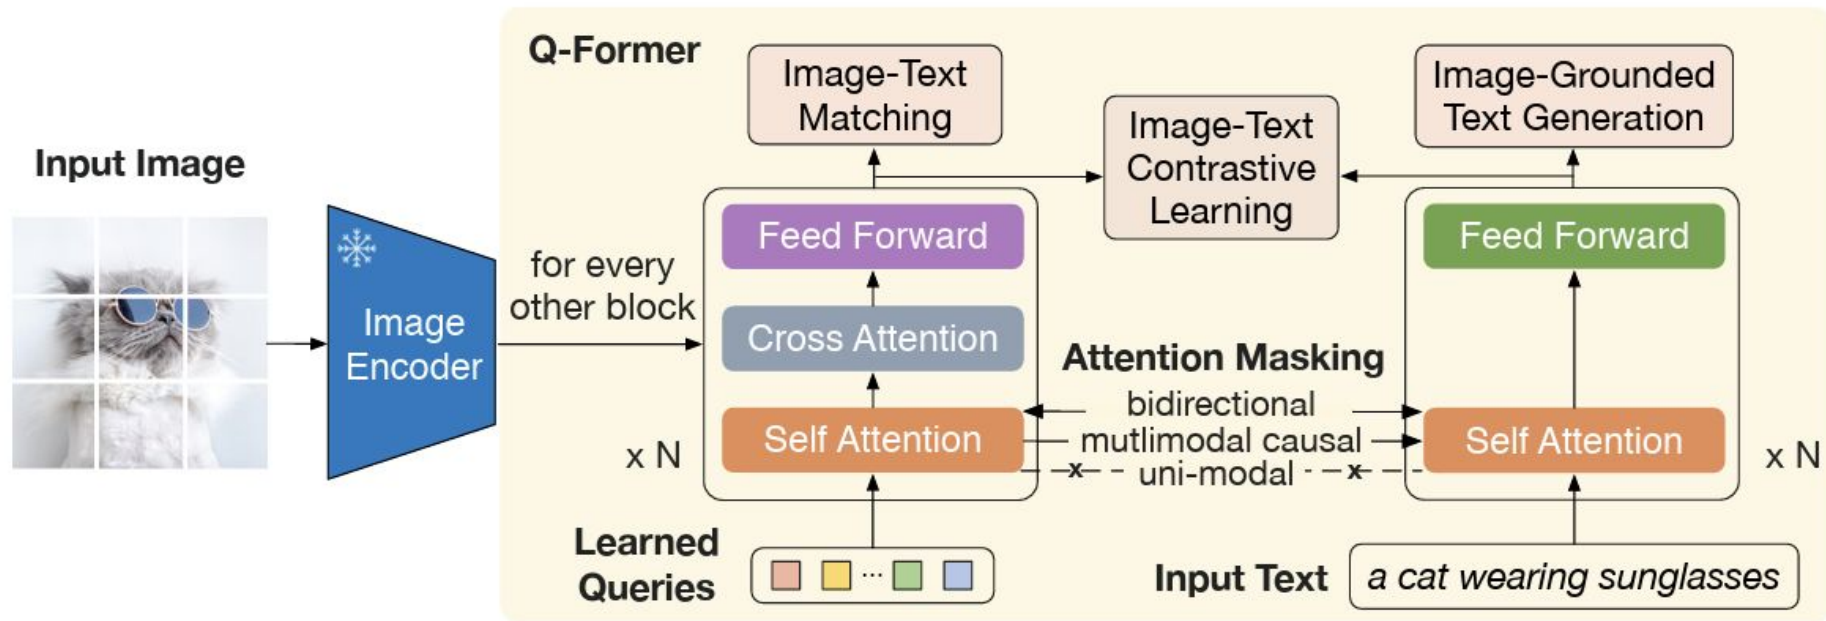 Q-Former
Image-Text
Matching
Image-Grounded
Text Generation
Image-Text
Contrastive
Learning
Input Image
Feed Forward
Feed Forward
for every
other block
Image
Encoder
Cross Attention
Attention Masking
bidirectional
mutlimodal causal
uni-modal
x
x
Self Attention
Self Attention
x N
x N
Learned
Queries
...
Input Text
a cat wearing sunglasses